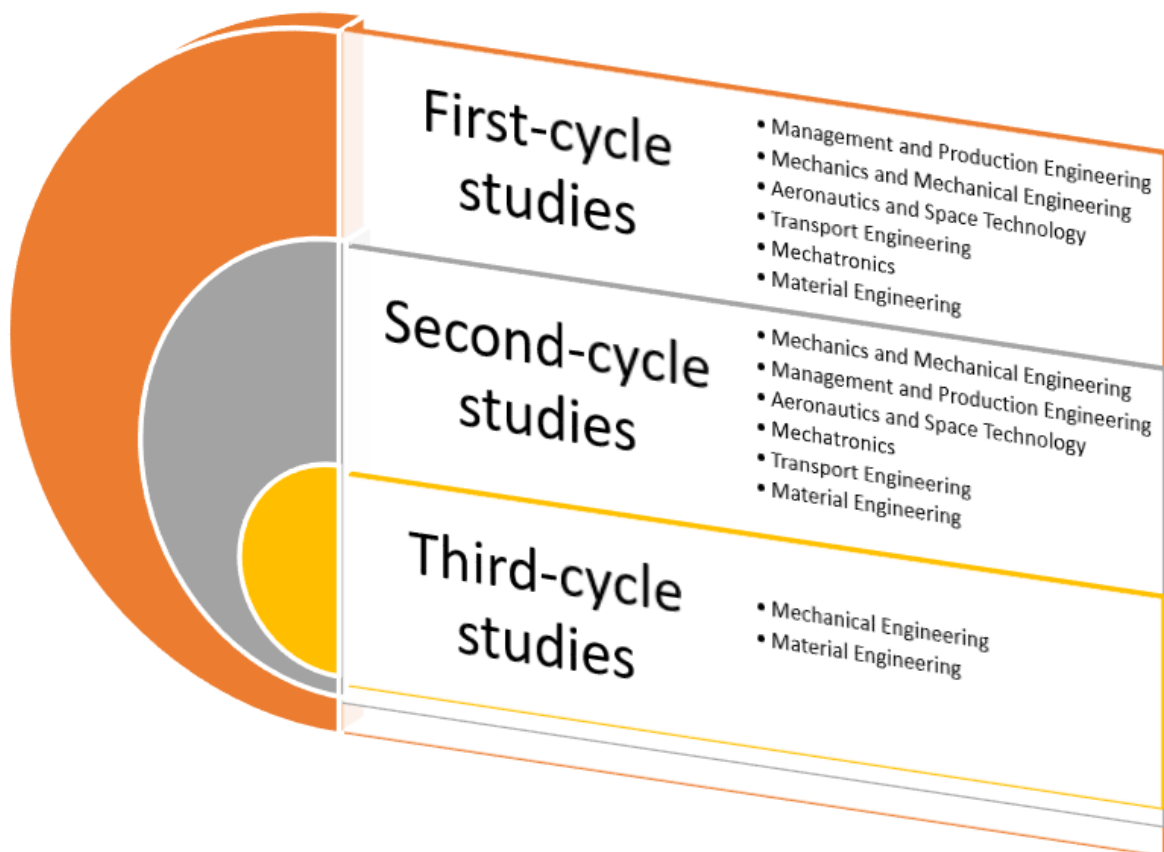 First-cycle
studies
• Management and Production Engineering
• Mechanics and Mechanical Engineering
• Aeronautics and Space Technology
• Transport Engineering
• Mechatronics
• Material Engineering
Second-cycle
studies
• Mechanics and Mechanical Engineering
• Management and Production Engineering
• Aeronautics and Space Technology
• Mechatronics
• Transport Engineering
• Material Engineering
Third-cycle
studies
• Mechanical Engineering
• Material Engineering